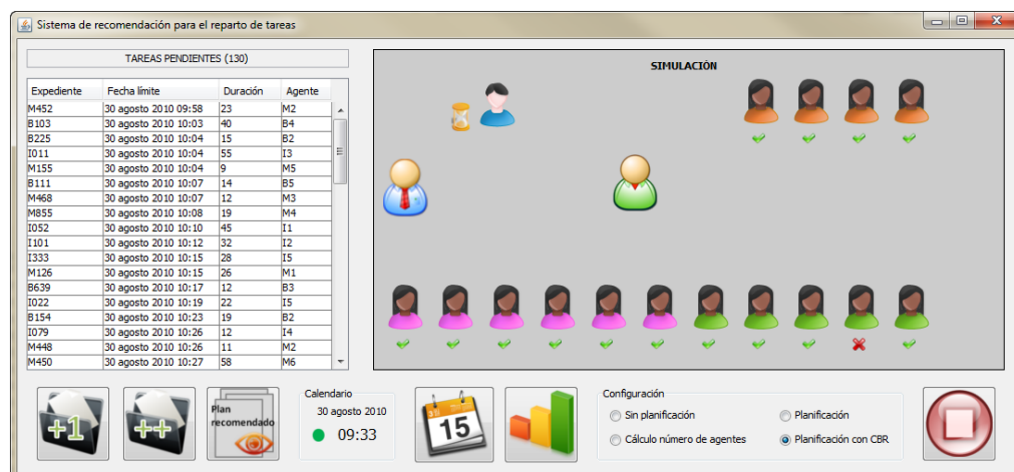 Sistema de recomendación para el reparto de tareas
TAREAS PENDIENTES (130)
Expediente Fecha límite Duración Agente
M452 30 agosto 2010 09:58 23 M2
B103 30 agosto 2010 10:03 40 B4
B225 30 agosto 2010 10:04 15 B2
I011 30 agosto 2010 10:04 55 I3
M155 30 agosto 2010 10:04 9 M5
B111 30 agosto 2010 10:07 14 B5
M468 30 agosto 2010 10:07 12 M3
M855 30 agosto 2010 10:08 19 M4
I052 30 agosto 2010 10:10 45 I1
I101 30 agosto 2010 10:12 32 I2
I333 30 agosto 2010 10:15 28 I5
M126 30 agosto 2010 10:15 26 M1
B639 30 agosto 2010 10:17 12 B3
I022 30 agosto 2010 10:19 22 I5
B154 30 agosto 2010 10:23 19 B2
I079 30 agosto 2010 10:26 12 I4
M448 30 agosto 2010 10:26 11 M2
M450 30 agosto 2010 10:27 58 M6
SIMULACIÓN
+1
++
Plan
recomendado
Calendario
30 agosto 2010
09:33
15
Configuración
Sin planificación
Planificación
Cálculo número de agentes
Planificación con CBR